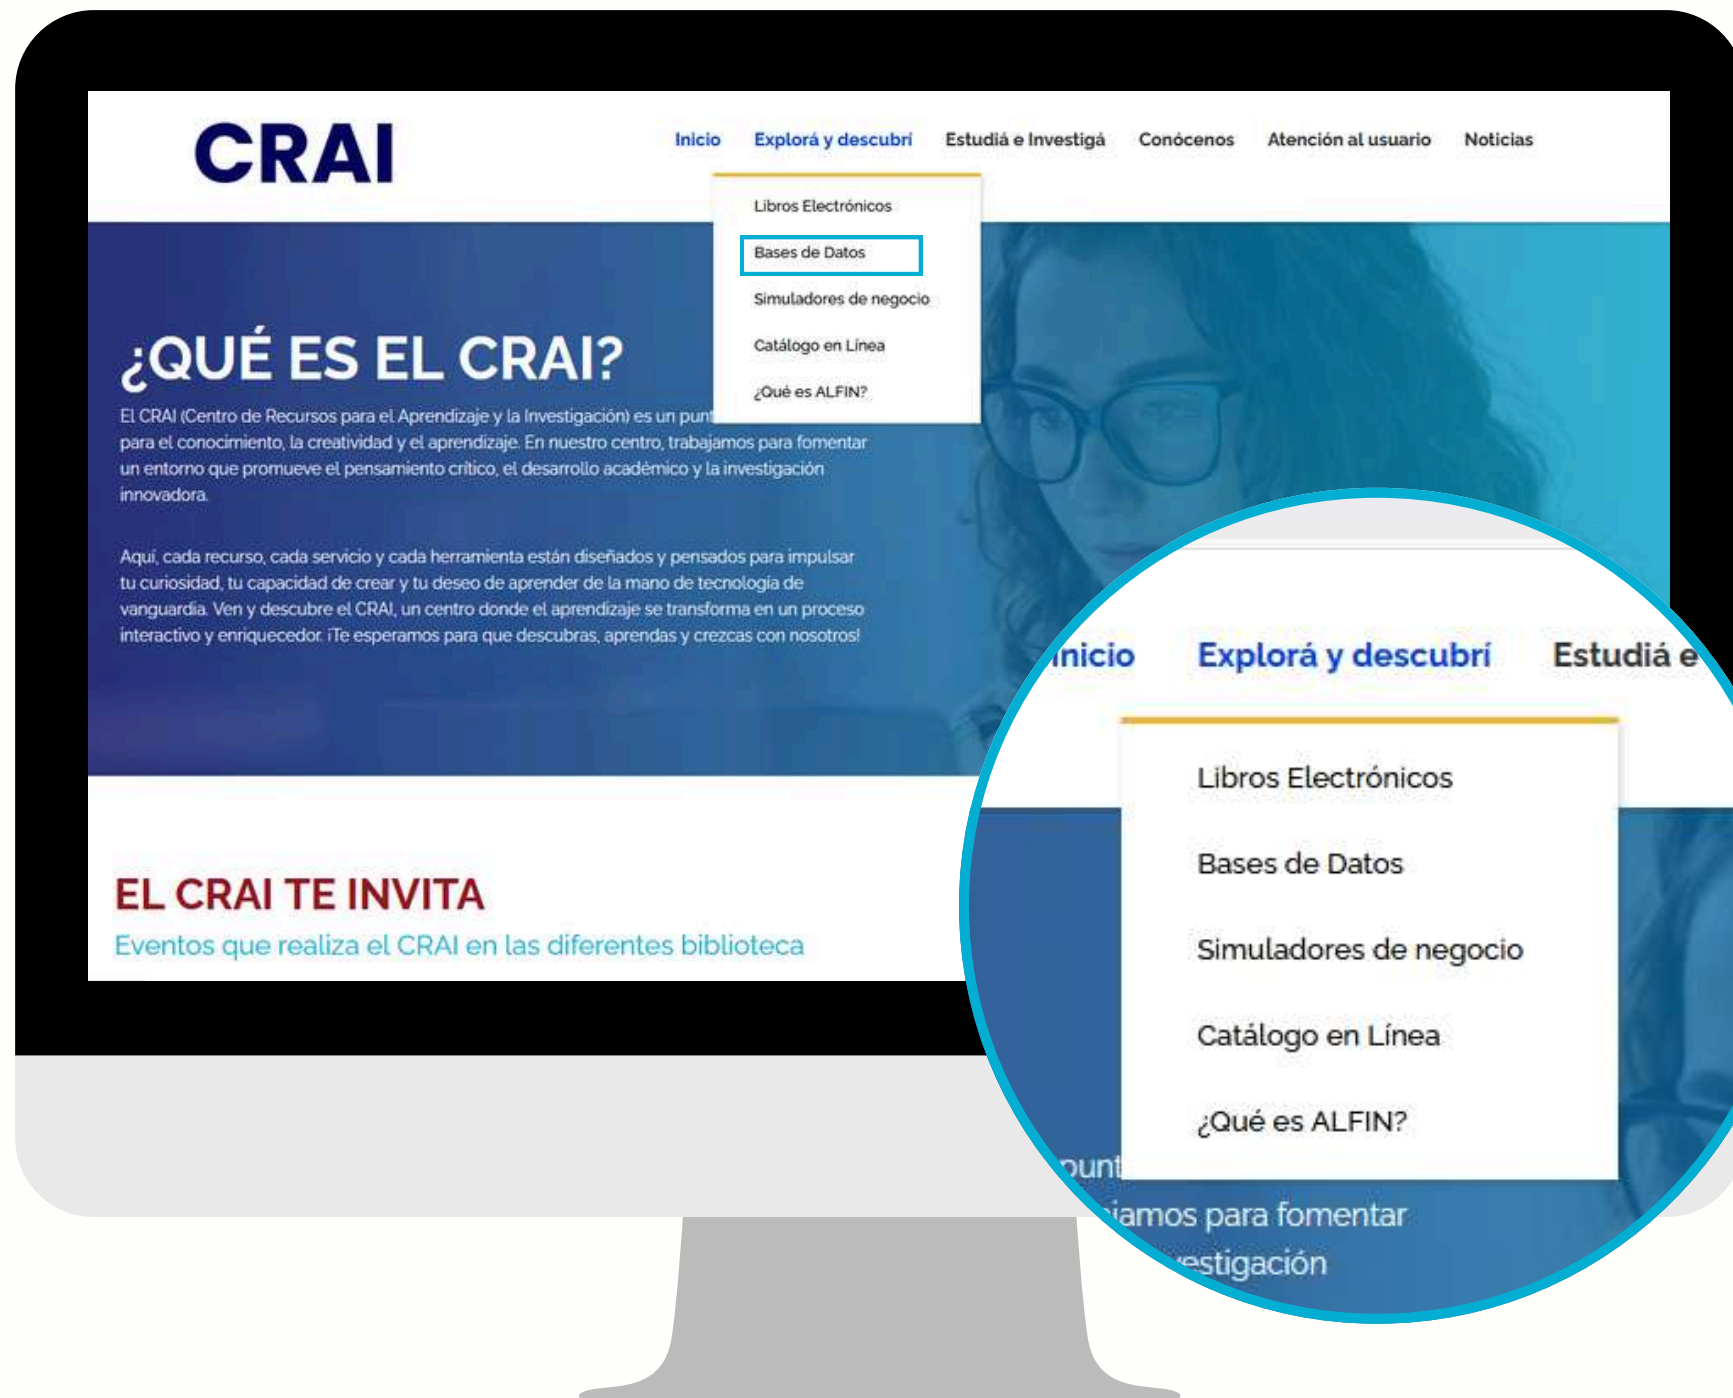 CRAI
Inicio Explorá y descubrí Estudiá e Investigá Conócenos Atención al usuario Noticias
Libros Electrónicos
Bases de Datos
Simuladores de negocio
Catálogo en Línea
¿Qué es ALFIN?
¿QUÉ ES EL CRAI?
El CRAI (Centro de Recursos para el Aprendizaje y la Investigación) es un
para el conocimiento, la creatividad y el aprendizaje. En nuestro centro, trabajamos para fomentar
un entorno que promueve el pensamiento crítico, el desarrollo académico y la investigación
innovadora.
Aquí, cada recurso, cada servicio y cada herramienta están diseñados y pensados para impulsar
tu curiosidad, tu capacidad de crear y tu deseo de aprender de la mano de tecnología de
vanguardia. Ven y descubre el CRAI, un centro donde el aprendizaje se transforma en un proceso
interactivo y enriquecedor. ¡Te esperamos para que descubras, aprendas y crezcas con nosotros!
EL CRAI TE INVITA
Eventos que realiza el CRAI en las diferentes biblioteca
Inicio Explorá y descubrí Estudiá e
Libros Electrónicos
Bases de Datos
Simuladores de negocio
Catálogo en Línea
¿Qué es ALFIN?
para fomentar